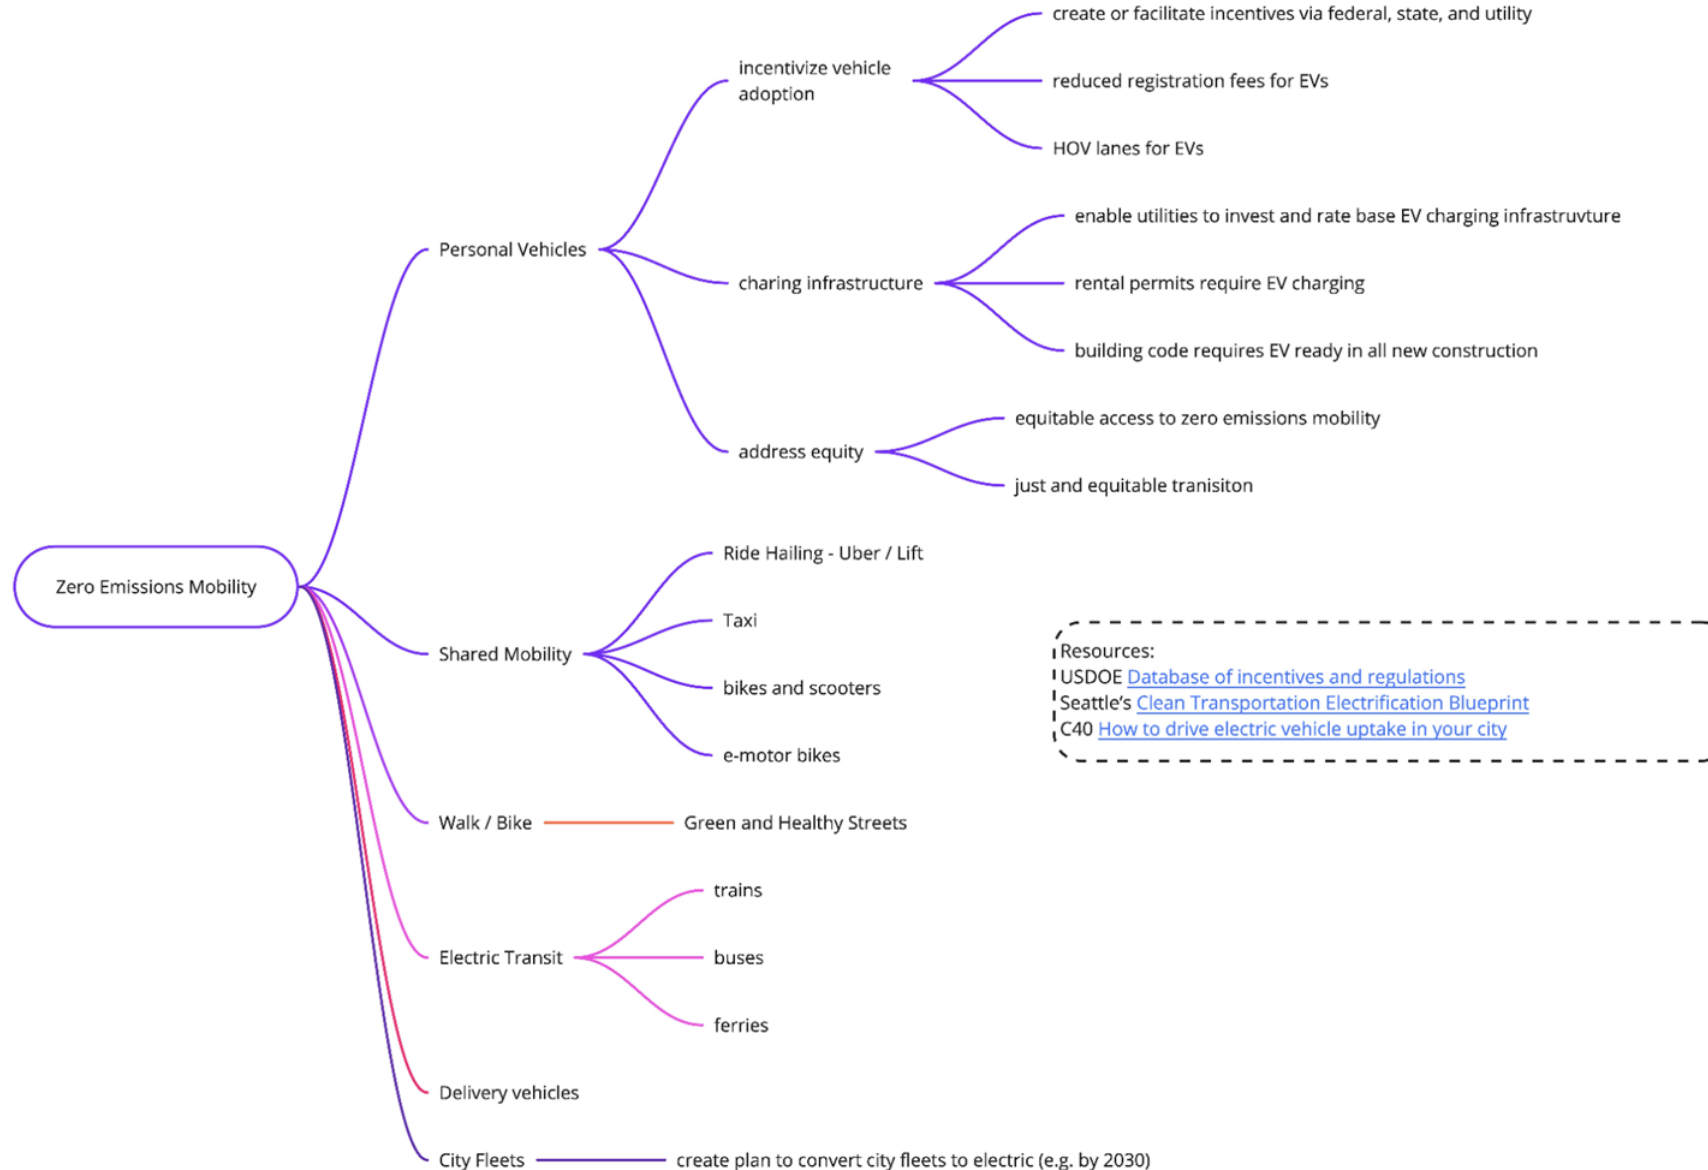 Zero Emissions Mobility
Personal Vehicles
incentivize vehicle
adoption
create or facilitate incentives via federal, state, and utility
reduced registration fees for EVs
HOV lanes for EVs
charing infrastructure
enable utilities to invest and rate base EV charging infrastruvture
rental permits require EV charging
building code requires EV ready in all new construction
address equity
equitable access to zero emissions mobility
just and equitable tranisiton
Shared Mobility
Ride Hailing - Uber / Lift
Taxi
bikes and scooters
e-motor bikes
Walk / Bike
Green and Healthy Streets
Electric Transit
trains
buses
ferries
Delivery vehicles
City Fleets
create plan to convert city fleets to electric (e.g. by 2030)
Resources:
USDOE Database of incentives and regulations
Seattle’s Clean Transportation Electrification Blueprint
C40 How to drive electric vehicle uptake in your city